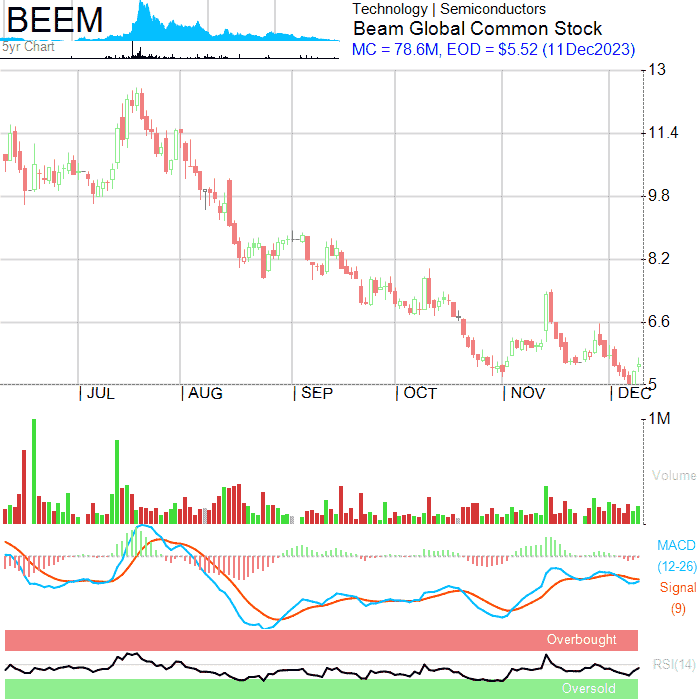 BEEM
5yr Chart
Technology | Semiconductors
Beam Global Common Stock
MC = 78.6M, EOD = $5.52 (11Dec2023)
13
11.4
9.8
8.2
6.6
5
| JUL | AUG | SEP | OCT | NOV | DEC
1M
Volume
MACD
(12-26)
Signal
(9)
Overbought
RSI(14)
Oversold